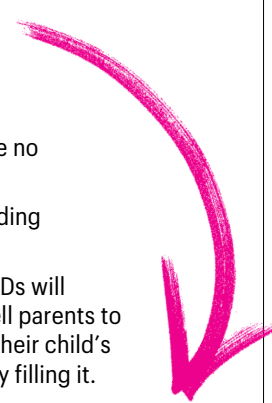 e no
ding
Ds will
ll parents to
heir child's
y filling it.